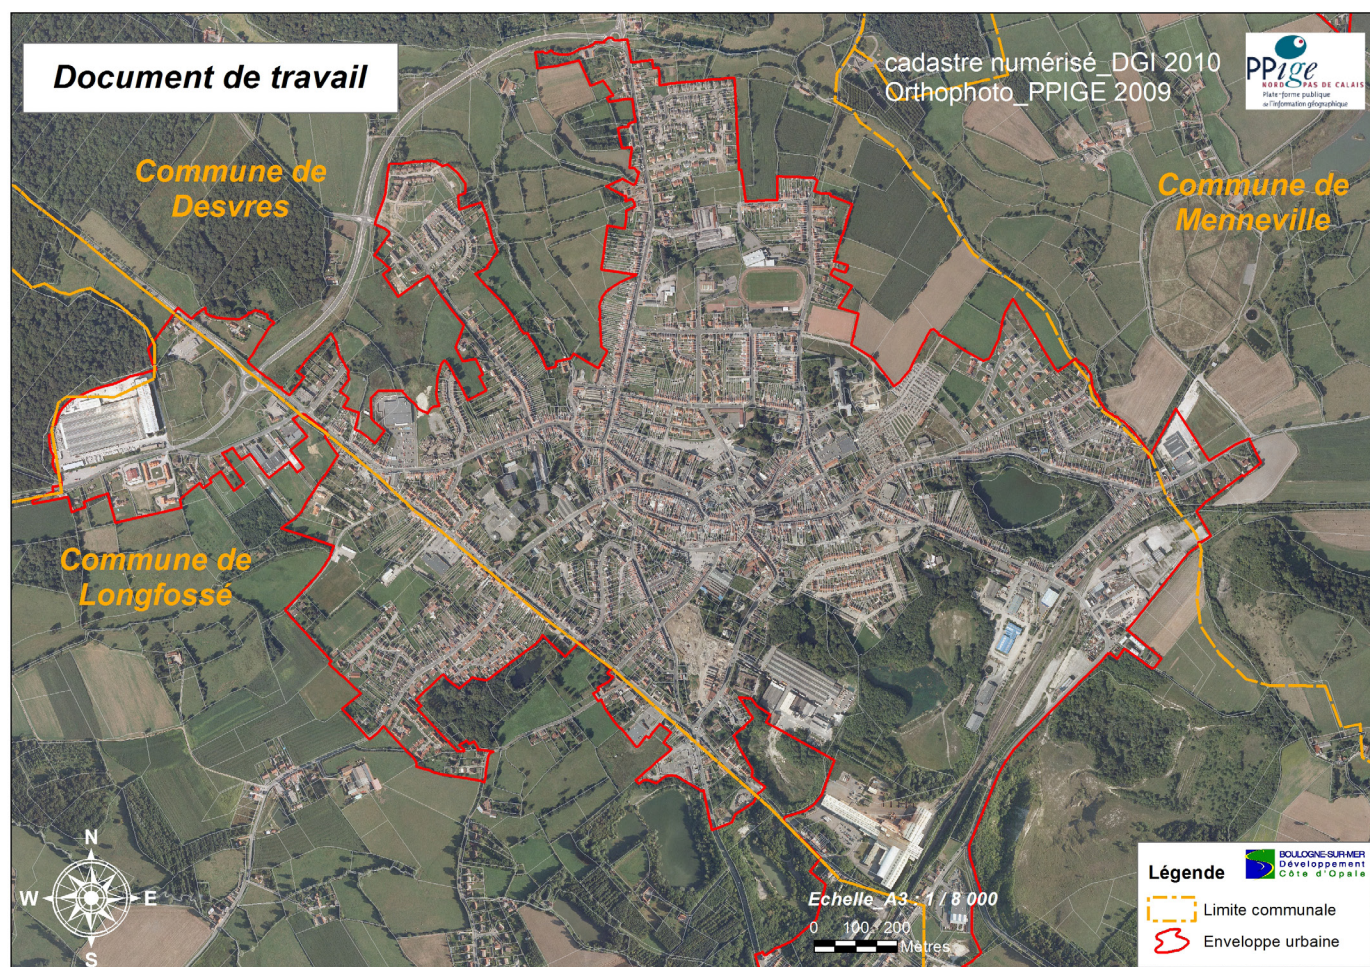 Document de travail
cadastre numérisé_DGI 2010
Orthophoto_PPIGE 2009
PPige
NORD PAS DE CALAIS
Plate-forme publique
de l'information géographique
Commune de
Desvres
Commune de
Menneville
Commune de
Longfossé
N
W
E
S
Echelle_A3 : 1 / 8 000
0 100 200
Mètres
Légende
BOULOGNE-SUR-MER
Développement
Côte d'Opale
Limite communale
Enveloppe urbaine